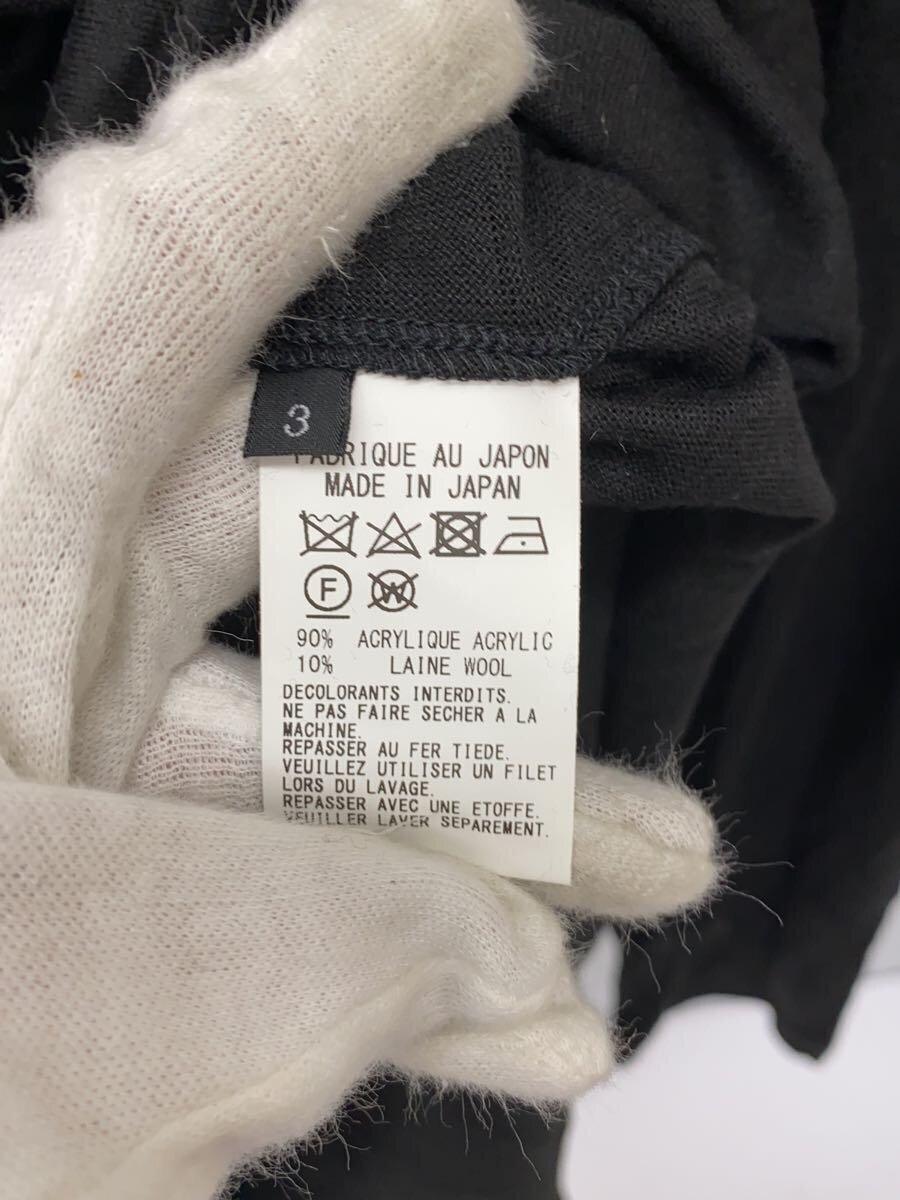 3
FABRIQUE AU JAPON
MADE IN JAPAN
F W
90% ACRYLIQUE ACRYLIC
10% LAINE WOOL
DECOLORANTS INTERDITS.
NE PAS FAIRE SECHER A LA
MACHINE.
REPASSER AU FER TIEDE.
VEUILLEZ UTILISER UN FILET
LORS DU LAVAGE.
REPASSER AVEC UNE ETOFFE.
VEUILLER LAVER SEPAREMENT.